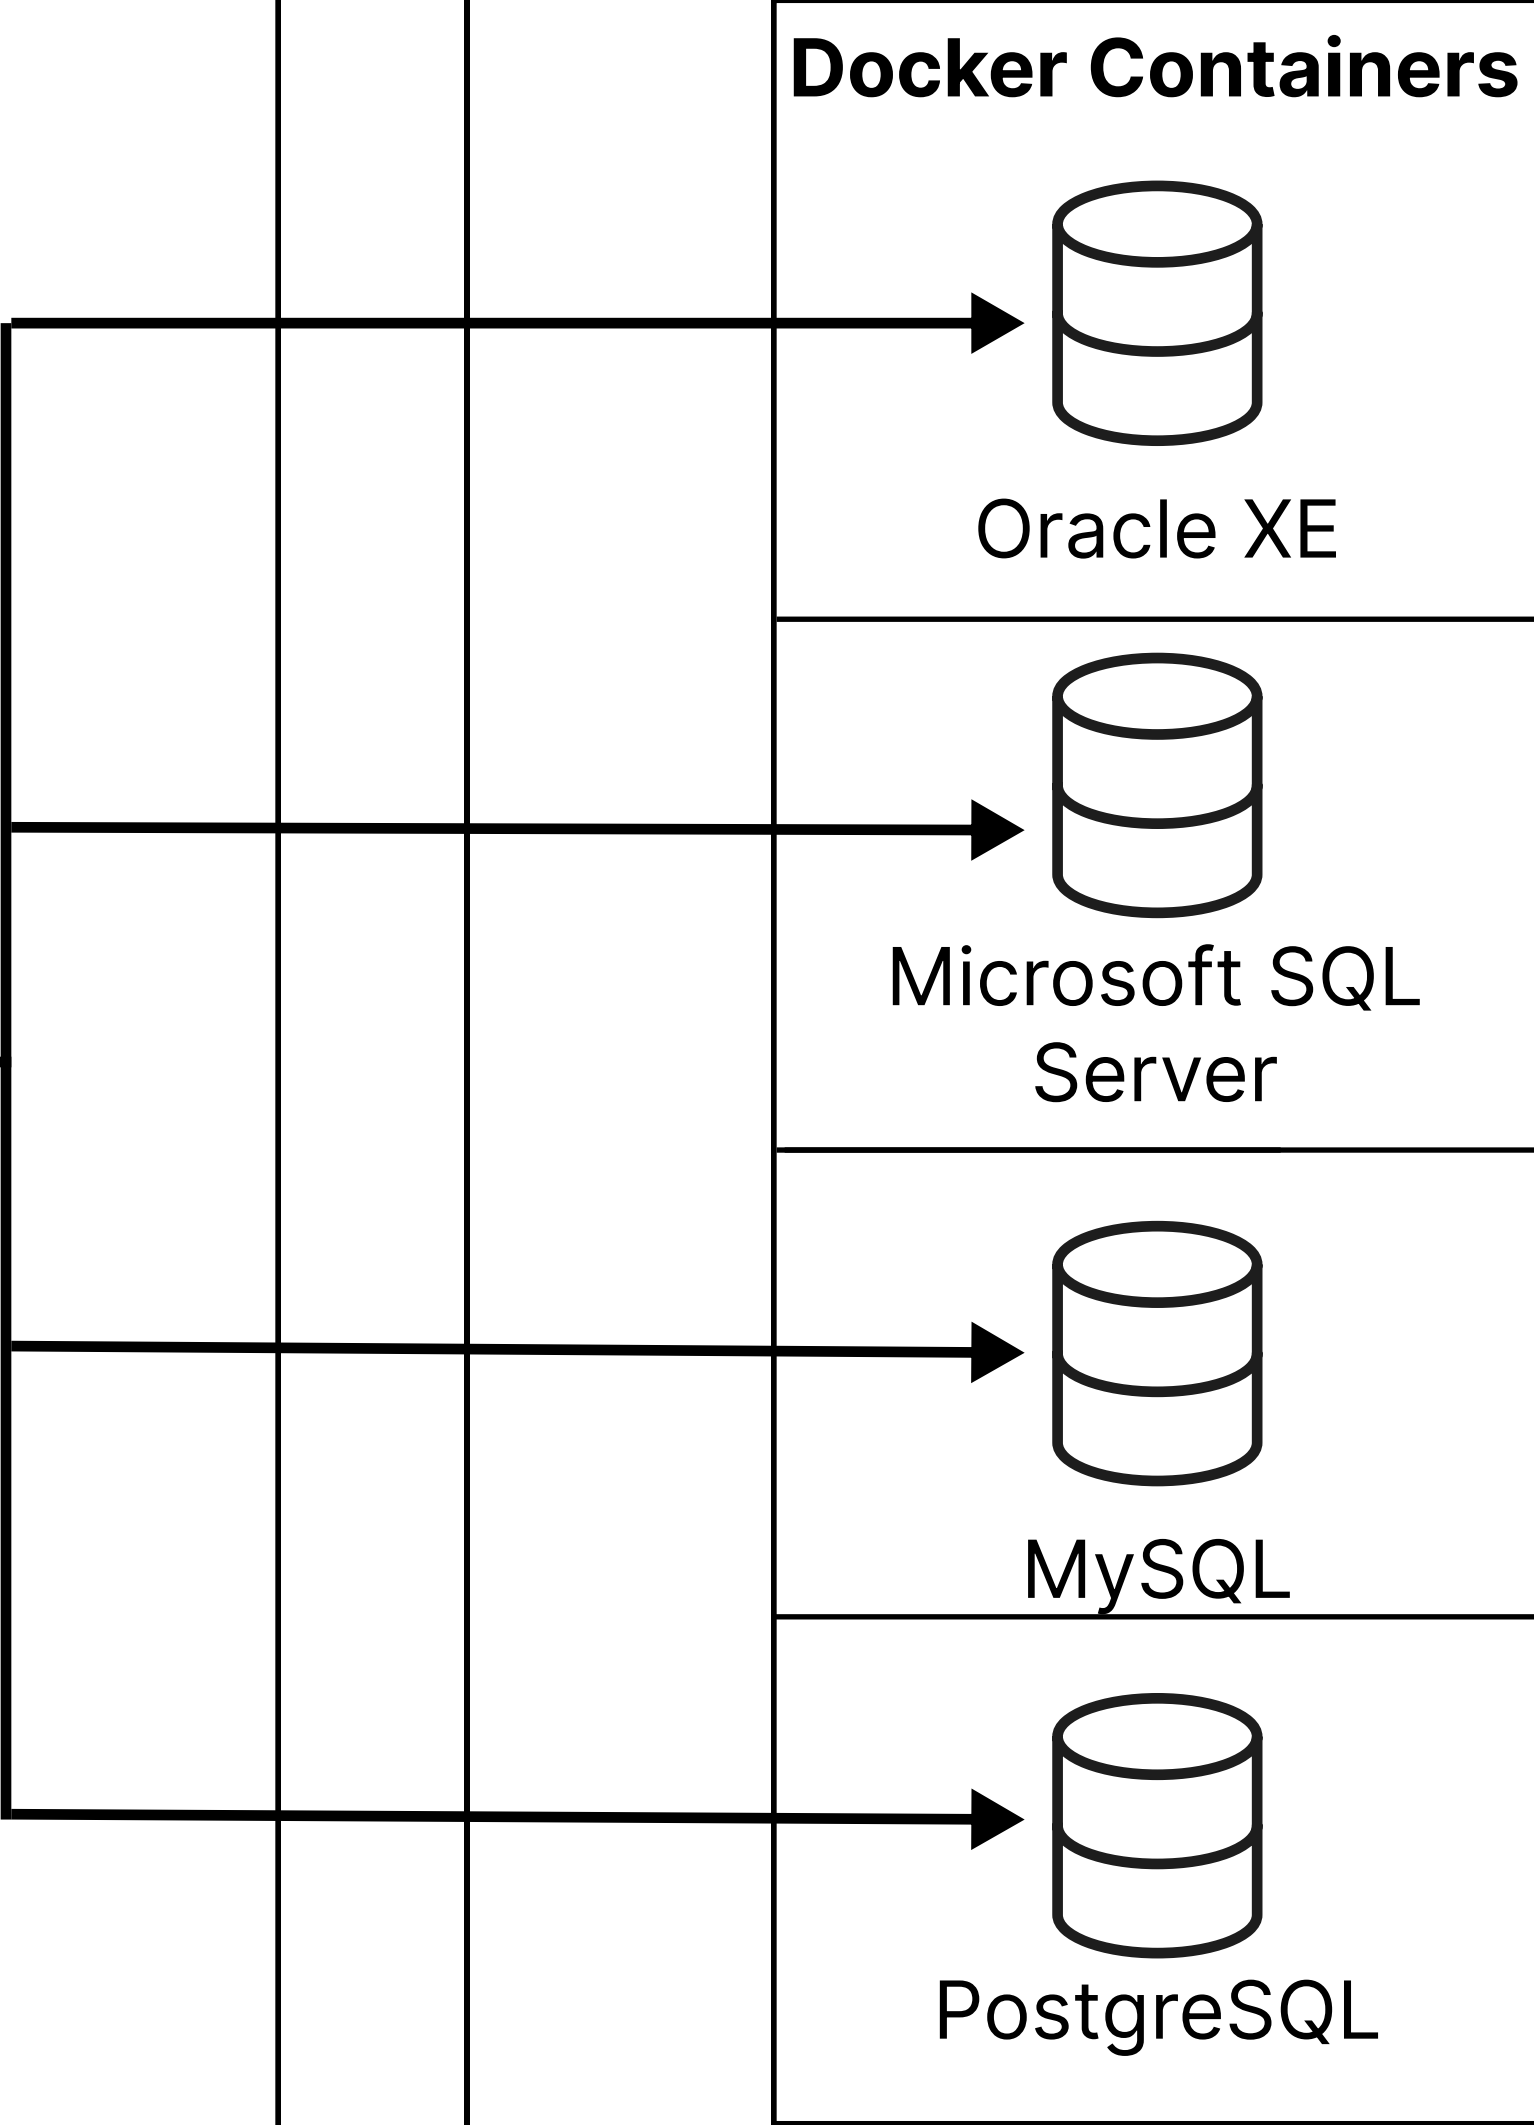 Docker Containers
Oracle XE
Microsoft SQL
Server
MySQL
PostgreSQL